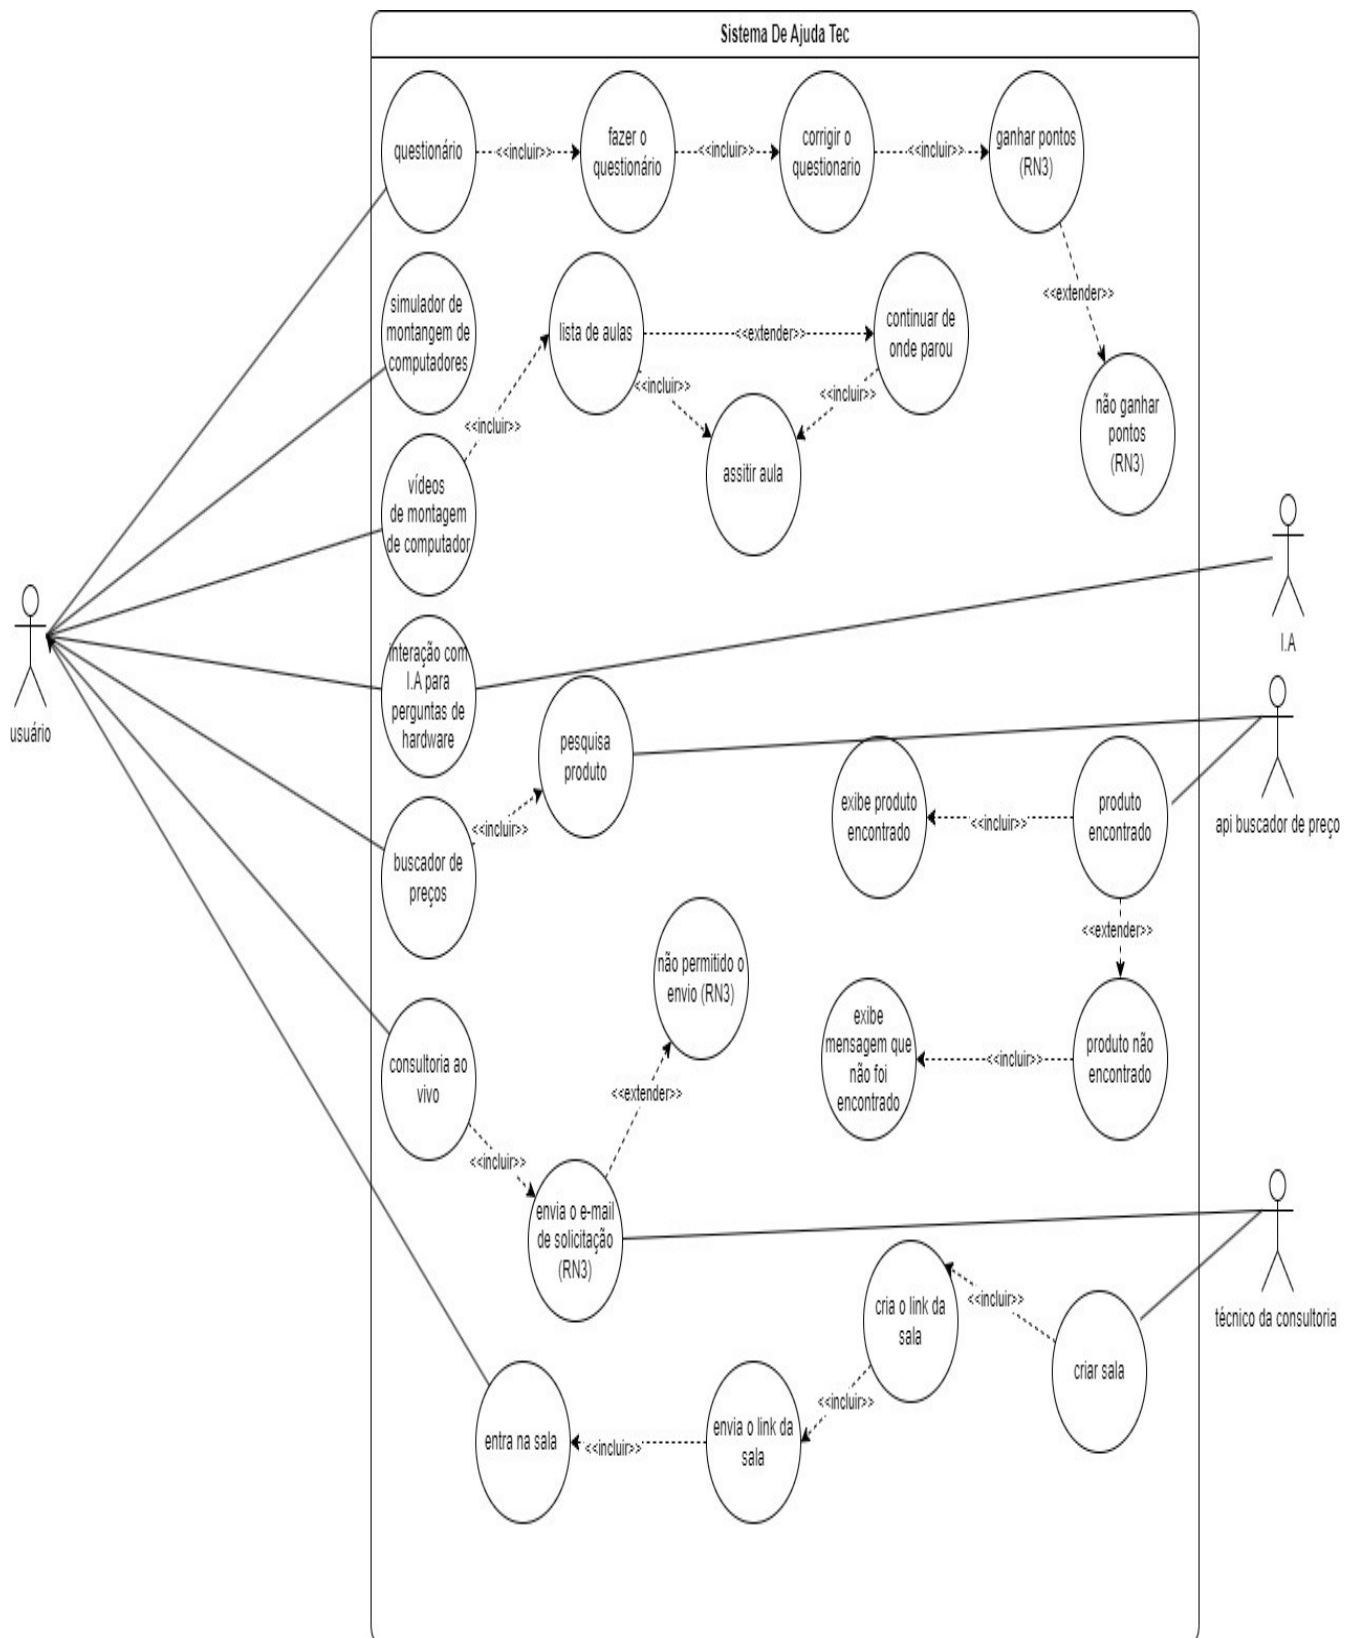 Sistema De Ajuda Tec
questionário
<<incluir>>
fazer o
questionário
<<incluir>>
corrigir o
questionario
<<incluir>>
ganhar pontos
(RN3)
<<extender>>
não ganhar
pontos
(RN3)
simulador de
montangem de
computadores
lista de aulas
<<extender>>
continuar de
onde parou
<<incluir>>
<<incluir>>
<<incluir>>
assitir aula
vídeos
de montagem
de computador
I.A
usuário
interação com
I.A para
perguntas de
hardware
pesquisa
produto
<<incluir>>
buscador de
preços
exibe produto
encontrado
<<incluir>>
produto
encontrado
api buscador de preço
<<extender>>
não permitido o
envio (RN3)
exibe
mensagem que
não foi
encontrado
<<incluir>>
produto não
encontrado
consultoria ao
vivo
<<extender>>
<<incluir>>
envia o e-mail
de solicitação
(RN3)
cria o link da
sala
<<incluir>>
criar sala
técnico da consultoria
<<incluir>>
envia o link da
sala
<<incluir>>
entra na sala